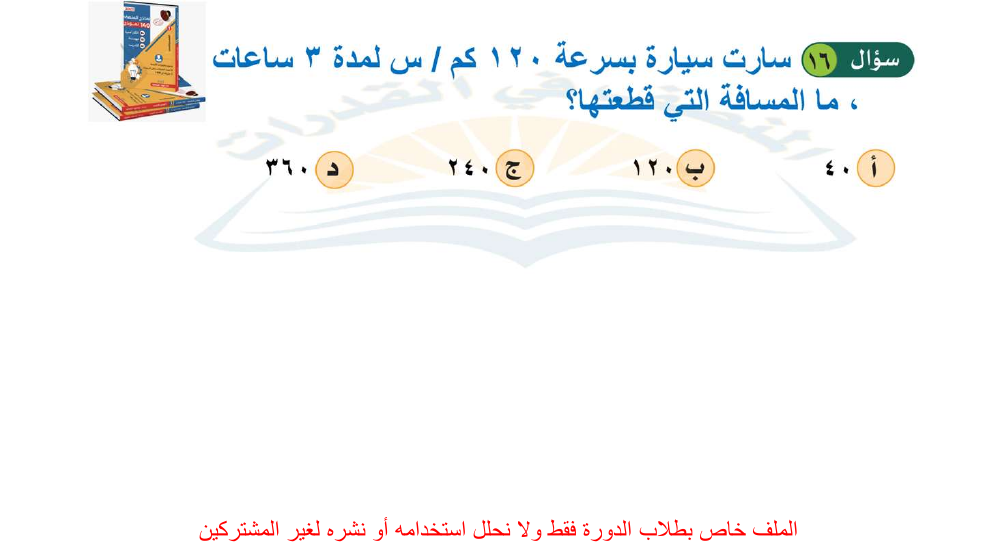 سؤال ١٦ سارت سيارة بسرعة ١٢٠ كم / س لمدة ٣ ساعات
، ما المسافة التي قطعتها؟
أ ٤٠ ب ١٢٠ ج ٢٤٠ د ٣٦٠
الملف خاص بطلاب الدورة فقط ولا نحلل استخدامه أو نشره لغير المشتركين